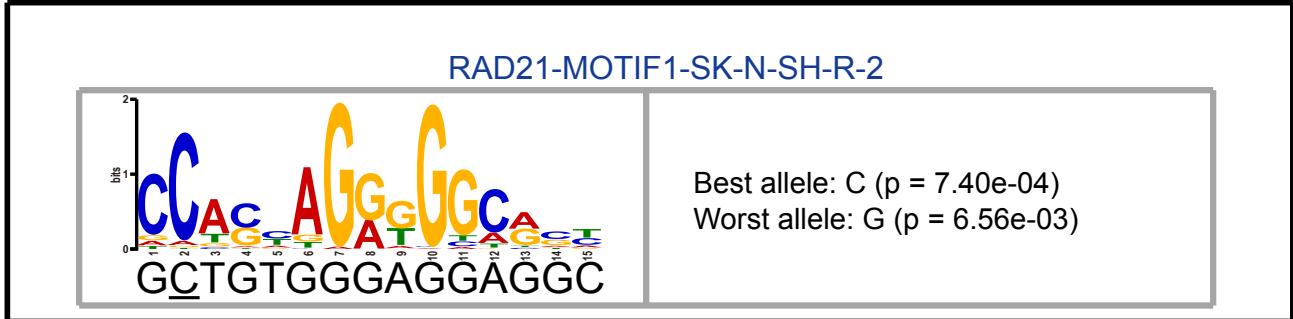 RAD21-MOTIF1-SK-N-SH-R-2
2
bits
1
0
1 2 3 4 5 6 7 8 9 10 11 12 13 14 15
GCTGTGGGAGGAGGC
Best allele: C (p = 7.40e-04)
Worst allele: G (p = 6.56e-03)